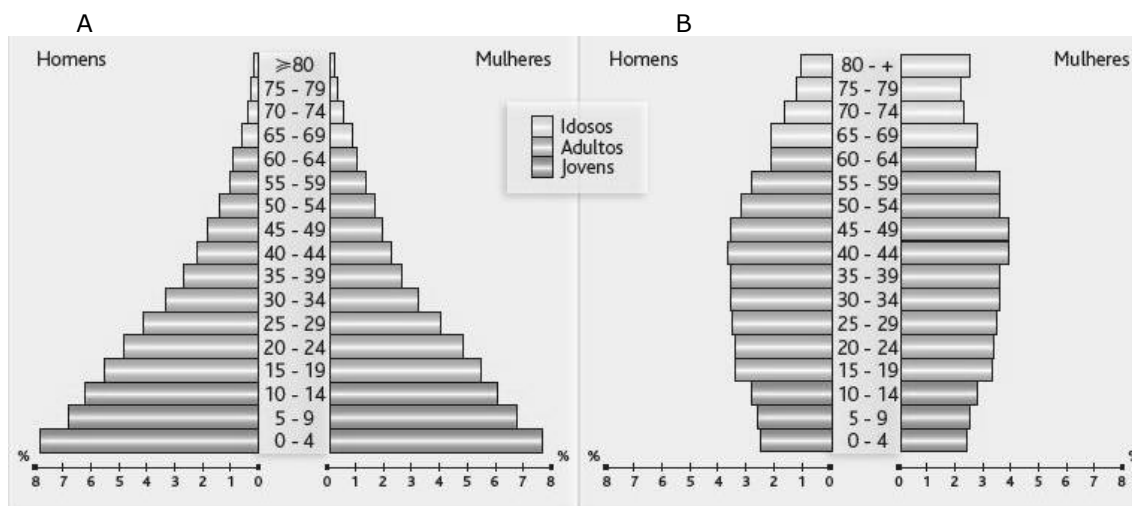 A
B
Homens
Mulheres
≥80
75 - 79
70 - 74
65 - 69
60 - 64
55 - 59
50 - 54
45 - 49
40 - 44
35 - 39
30 - 34
25 - 29
20 - 24
15 - 19
10 - 14
5 - 9
0 - 4
%
8 7 6 5 4 3 2 1 0
0 1 2 3 4 5 6 7 8
%
Idosos
Adultos
Jovens
Homens
Mulheres
80 - +
75 - 79
70 - 74
65 - 69
60 - 64
55 - 59
50 - 54
45 - 49
40 - 44
35 - 39
30 - 34
25 - 29
20 - 24
15 - 19
10 - 14
5 - 9
0 - 4
%
8 7 6 5 4 3 2 1 0
0 1 2 3 4 5 6 7 8
%